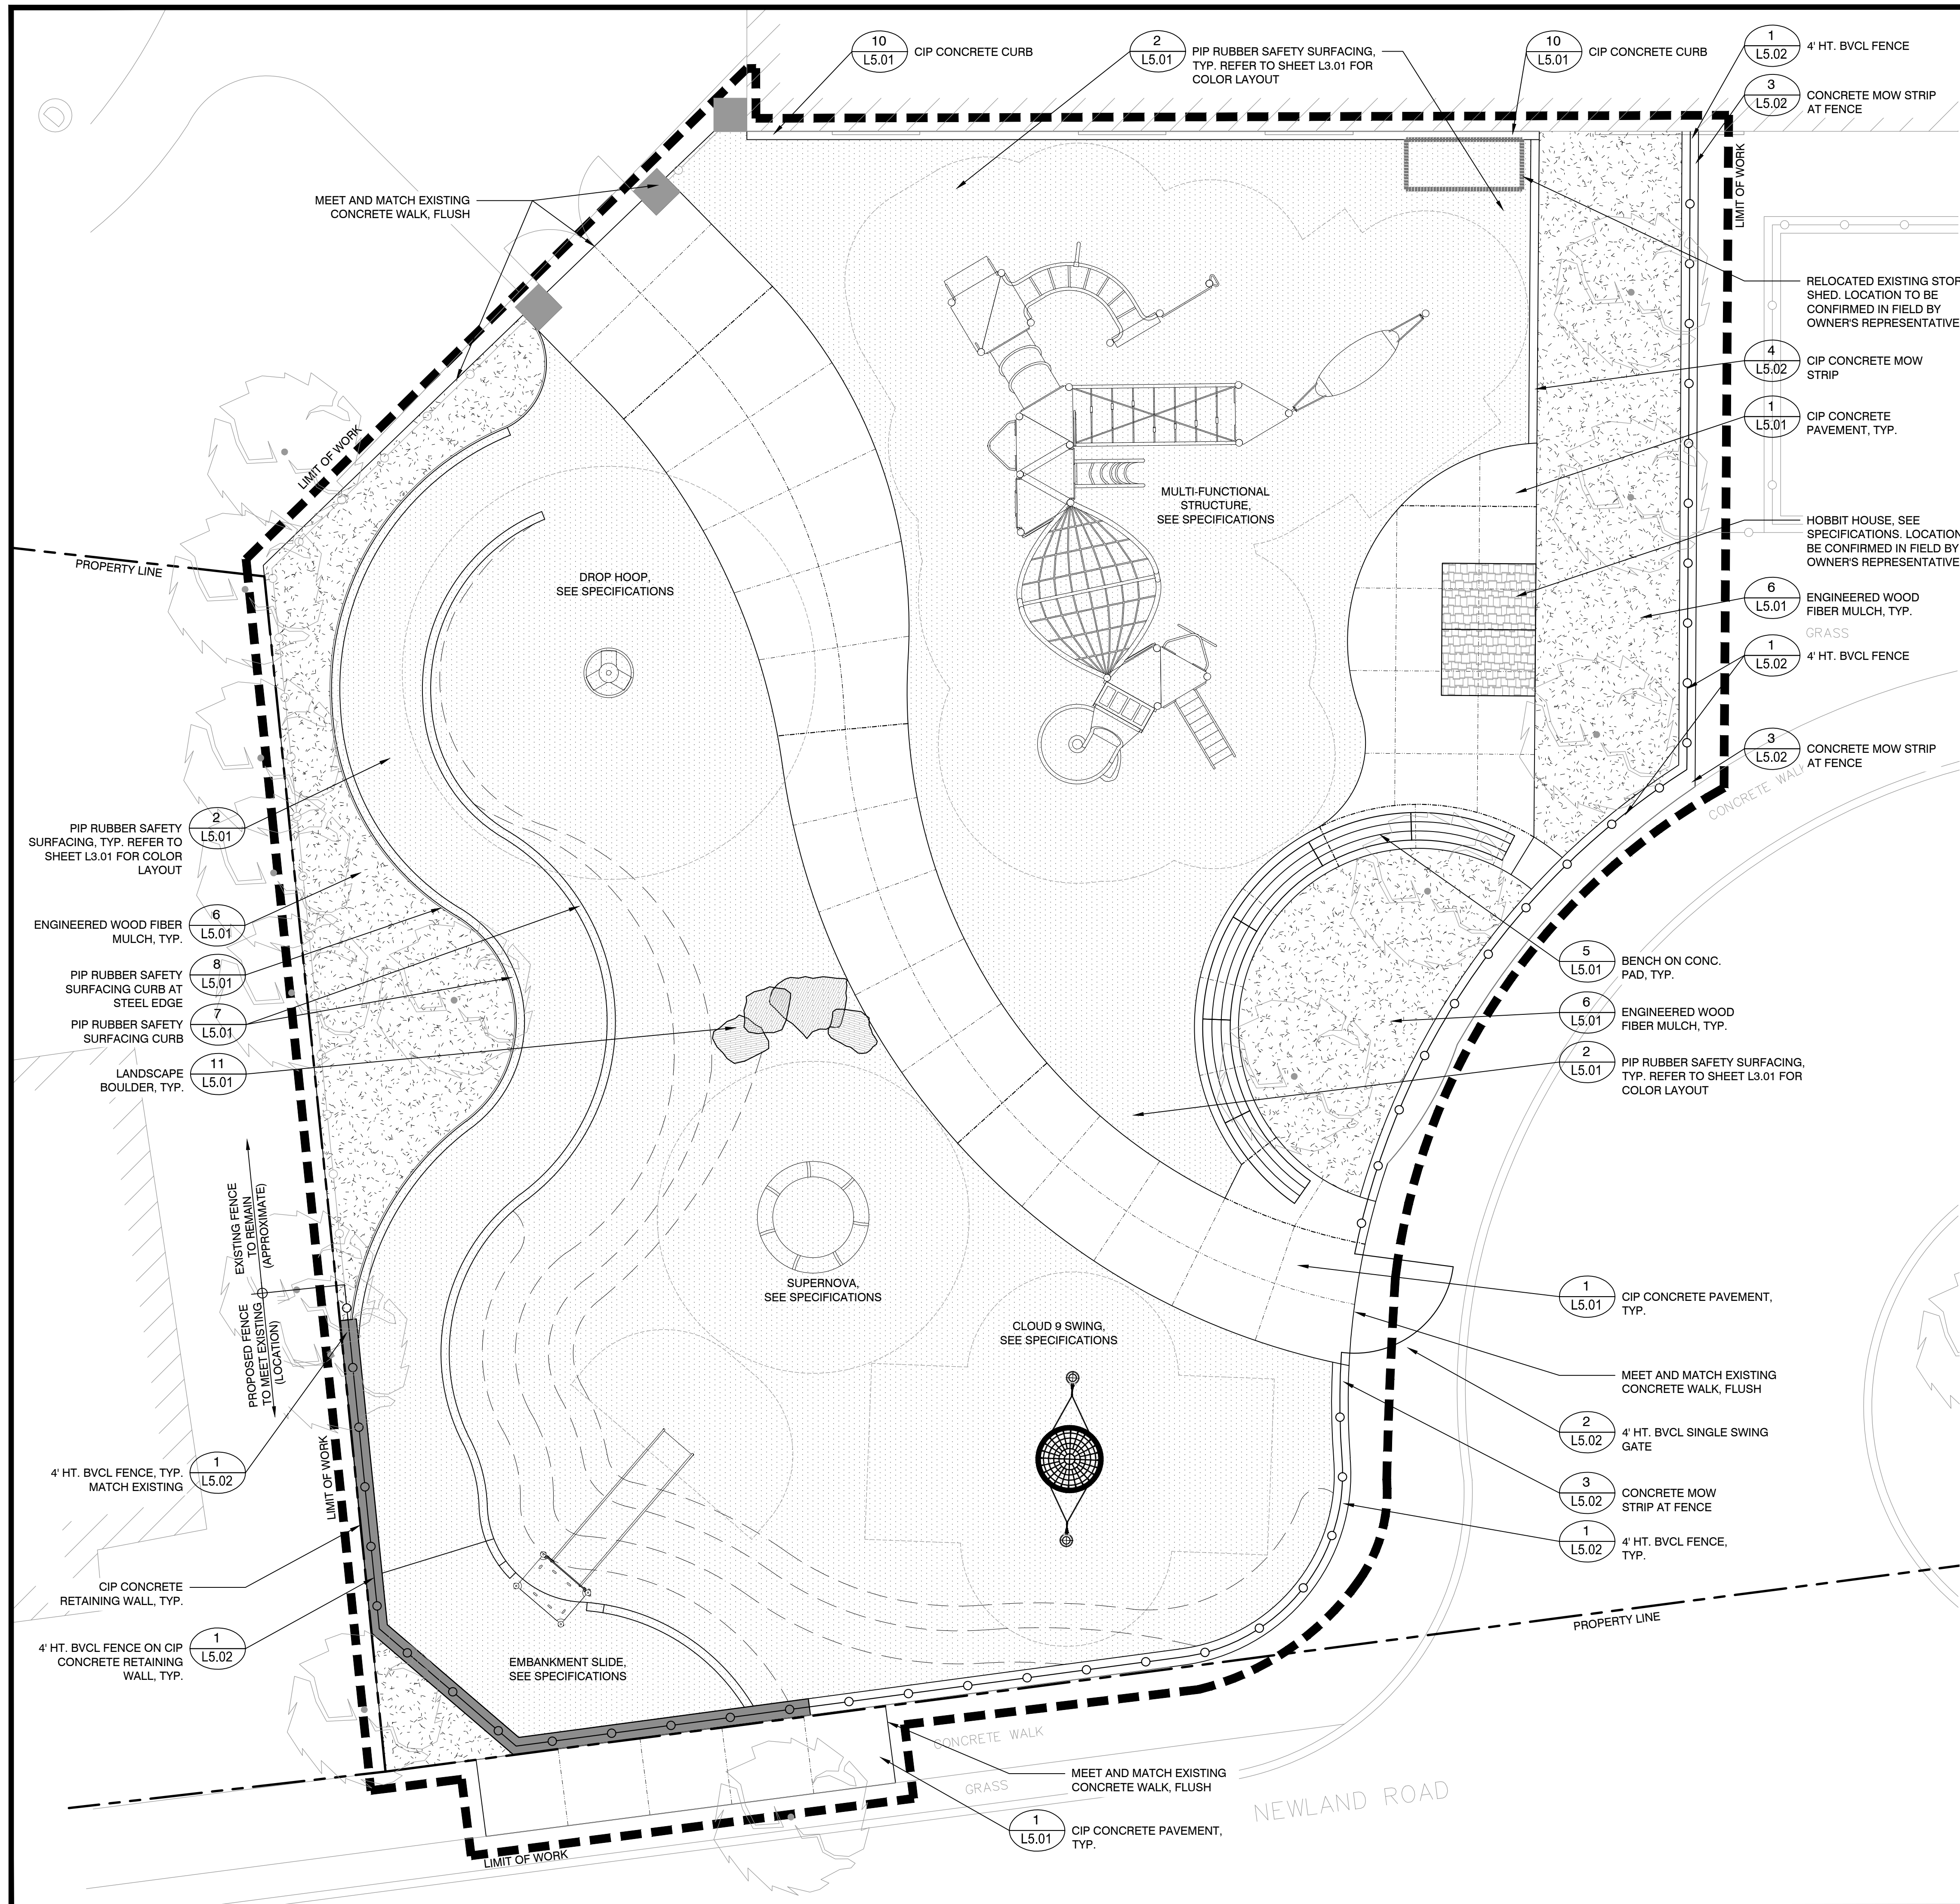 10
L5.01
CIP CONCRETE CURB
2
L5.01
PIP RUBBER SAFETY SURFACING,
TYP. REFER TO SHEET L3.01 FOR
COLOR LAYOUT
10
L5.01
CIP CONCRETE CURB
1
L5.02
4' HT. BVCL FENCE
3
L5.02
CONCRETE MOW STRIP
AT FENCE
D
LIMIT OF WORK
MEET AND MATCH EXISTING
CONCRETE WALK, FLUSH
RELOCATED EXISTING
SHED. LOCATION TO BE
CONFIRMED IN FIELD BY
OWNER'S REPRESENTATIVE
4
L5.02
CIP CONCRETE MOW
STRIP
1
L5.01
CIP CONCRETE
PAVEMENT, TYP.
LIMIT OF WORK
MULTI-FUNCTIONAL
STRUCTURE,
SEE SPECIFICATIONS
HOBBIT HOUSE, SEE
SPECIFICATIONS. LOCATION
BE CONFIRMED IN FIELD BY
OWNER'S REPRESENTATIVE
PROPERTY LINE
DROP HOOP,
SEE SPECIFICATIONS
6
L5.01
ENGINEERED WOOD
FIBER MULCH, TYP.
GRASS
1
L5.02
4' HT. BVCL FENCE
3
L5.02
CONCRETE MOW STRIP
AT FENCE
CONCRETE WALK
2
L5.01
PIP RUBBER SAFETY
SURFACING, TYP. REFER TO
SHEET L3.01 FOR COLOR
LAYOUT
6
L5.01
ENGINEERED WOOD FIBER
MULCH, TYP.
8
L5.01
PIP RUBBER SAFETY
SURFACING CURB AT
STEEL EDGE
7
L5.01
PIP RUBBER SAFETY
SURFACING CURB
11
L5.01
LANDSCAPE
BOULDER, TYP.
5
L5.01
BENCH ON CONC.
PAD, TYP.
6
L5.01
ENGINEERED WOOD
FIBER MULCH, TYP.
2
L5.01
PIP RUBBER SAFETY SURFACING,
TYP. REFER TO SHEET L3.01 FOR
COLOR LAYOUT
EXISTING FENCE
TO REMAIN
(APPROXIMATE)
PROPOSED FENCE
TO MEET EXISTING
(LOCATION)
SUPERNOVA,
SEE SPECIFICATIONS
CLOUD 9 SWING,
SEE SPECIFICATIONS
1
L5.01
CIP CONCRETE PAVEMENT,
TYP.
MEET AND MATCH EXISTING
CONCRETE WALK, FLUSH
2
L5.02
4' HT. BVCL SINGLE SWING
GATE
3
L5.02
CONCRETE MOW
STRIP AT FENCE
1
L5.02
4' HT. BVCL FENCE,
TYP.
1
L5.02
4' HT. BVCL FENCE, TYP.
MATCH EXISTING
LIMIT OF WORK
CIP CONCRETE
RETAINING WALL, TYP.
1
L5.02
4' HT. BVCL FENCE ON CIP
CONCRETE RETAINING
WALL, TYP.
EMBANKMENT SLIDE,
SEE SPECIFICATIONS
PROPERTY LINE
CONCRETE WALK
MEET AND MATCH EXISTING
CONCRETE WALK, FLUSH
GRASS
NEWLAND ROAD
1
L5.01
CIP CONCRETE PAVEMENT,
TYP.
LIMIT OF WORK